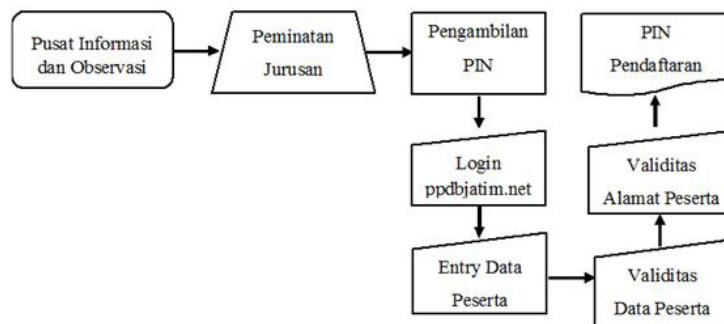 Pusat Informasi
dan Observasi
Peminatan
Jurusan
Pengambilan
PIN
Login
ppdbjatim.net
Entry Data
Peserta
Validitas
Data Peserta
Validitas
Alamat Peserta
PIN
Pendaftaran